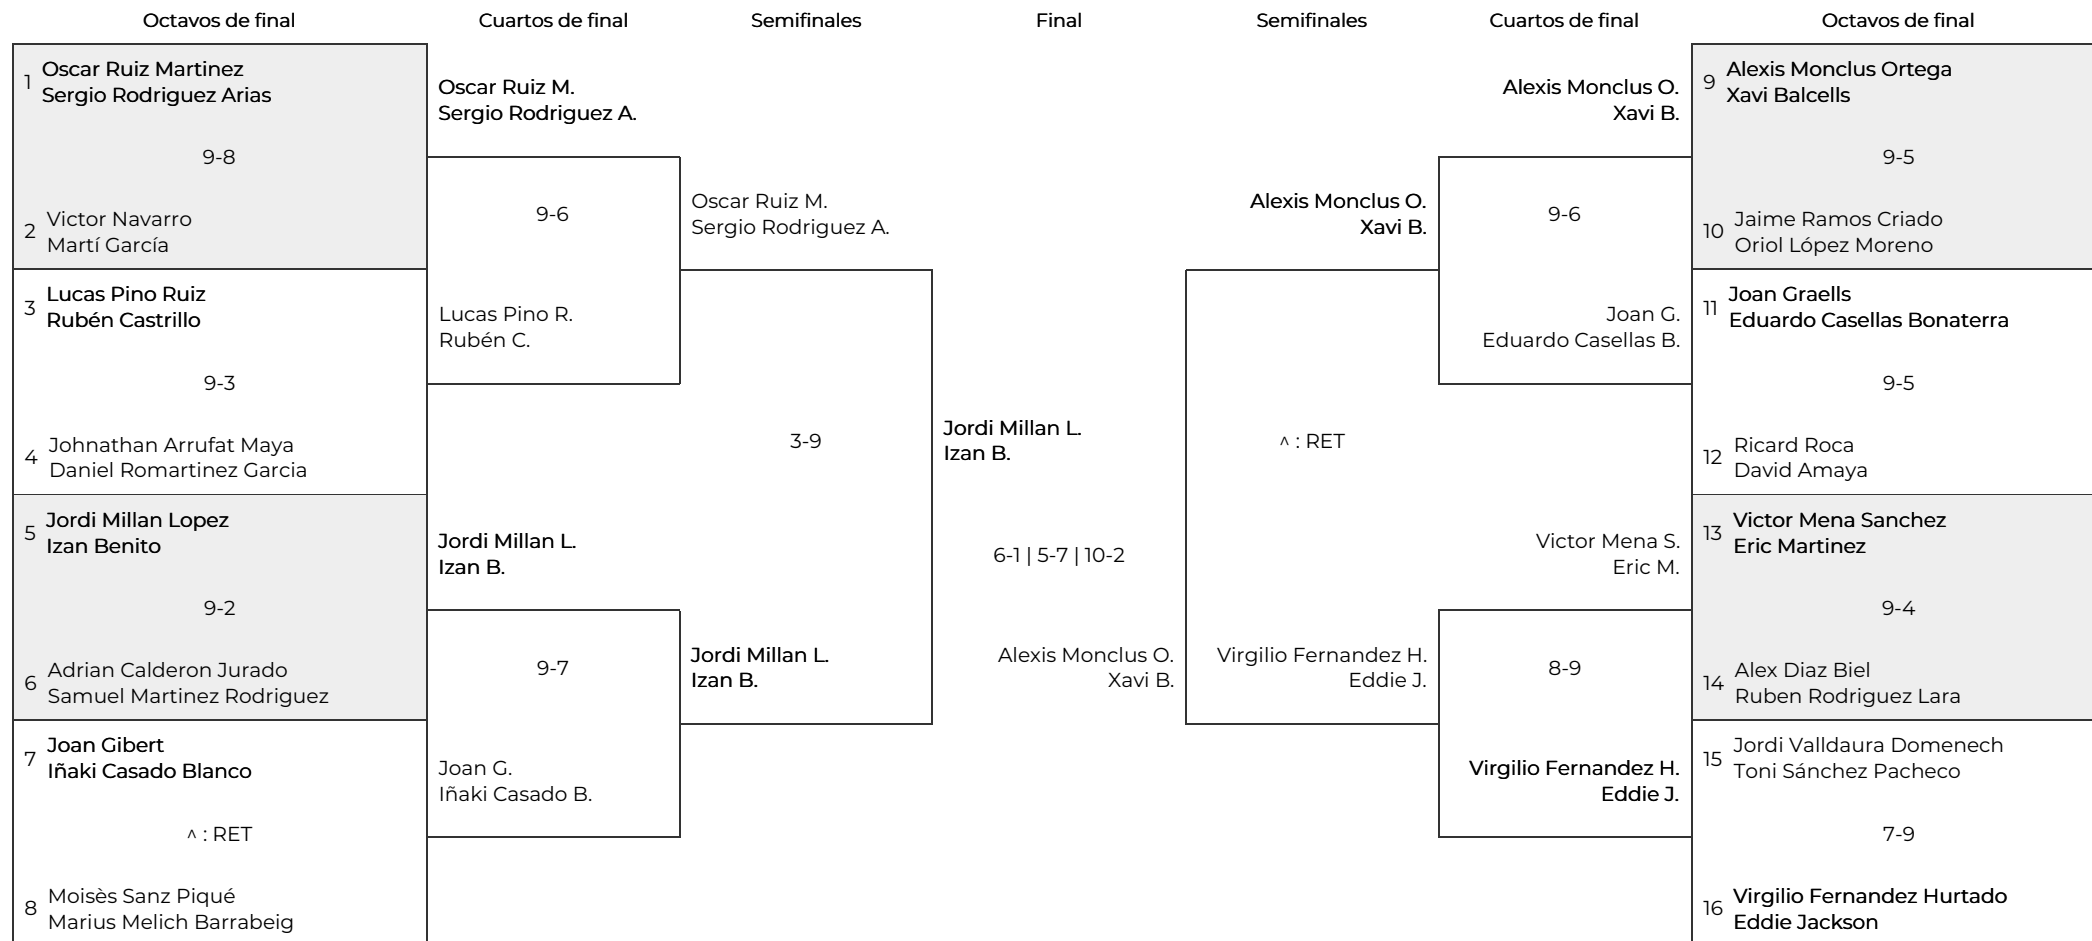 Octavos de final
Cuartos de final
Semifinales
Final
Semifinales
Cuartos de final
Octavos de final
1
Oscar Ruiz Martinez
Sergio Rodriguez Arias
9-8
2
Victor Navarro
Martí García
3
Lucas Pino Ruiz
Rubén Castrillo
9-3
4
Johnathan Arrufat Maya
Daniel Romartinez Garcia
5
Jordi Millan Lopez
Izan Benito
9-2
6
Adrian Calderon Jurado
Samuel Martinez Rodriguez
7
Joan Gibert
Iñaki Casado Blanco
^ : RET
8
Moisès Sanz Piqué
Marius Melich Barrabeig
Oscar Ruiz M.
Sergio Rodriguez A.
9-6
Lucas Pino R.
Rubén C.
Jordi Millan L.
Izan B.
9-7
Joan G.
Iñaki Casado B.
Oscar Ruiz M.
Sergio Rodriguez A.
3-9
Jordi Millan L.
Izan B.
Jordi Millan L.
Izan B.
6-1 | 5-7 | 10-2
Alexis Monclus O.
Xavi B.
Alexis Monclus O.
Xavi B.
^ : RET
Virgilio Fernandez H.
Eddie J.
Alexis Monclus O.
Xavi B.
9-6
Joan G.
Eduardo Casellas B.
Victor Mena S.
Eric M.
8-9
Virgilio Fernandez H.
Eddie J.
9
Alexis Monclus Ortega
Xavi Balcells
9-5
10
Jaime Ramos Criado
Oriol López Moreno
11
Joan Graells
Eduardo Casellas Bonaterra
9-5
12
Ricard Roca
David Amaya
13
Victor Mena Sanchez
Eric Martinez
9-4
14
Alex Diaz Biel
Ruben Rodriguez Lara
15
Jordi Valldaura Domenech
Toni Sánchez Pacheco
7-9
16
Virgilio Fernandez Hurtado
Eddie Jackson